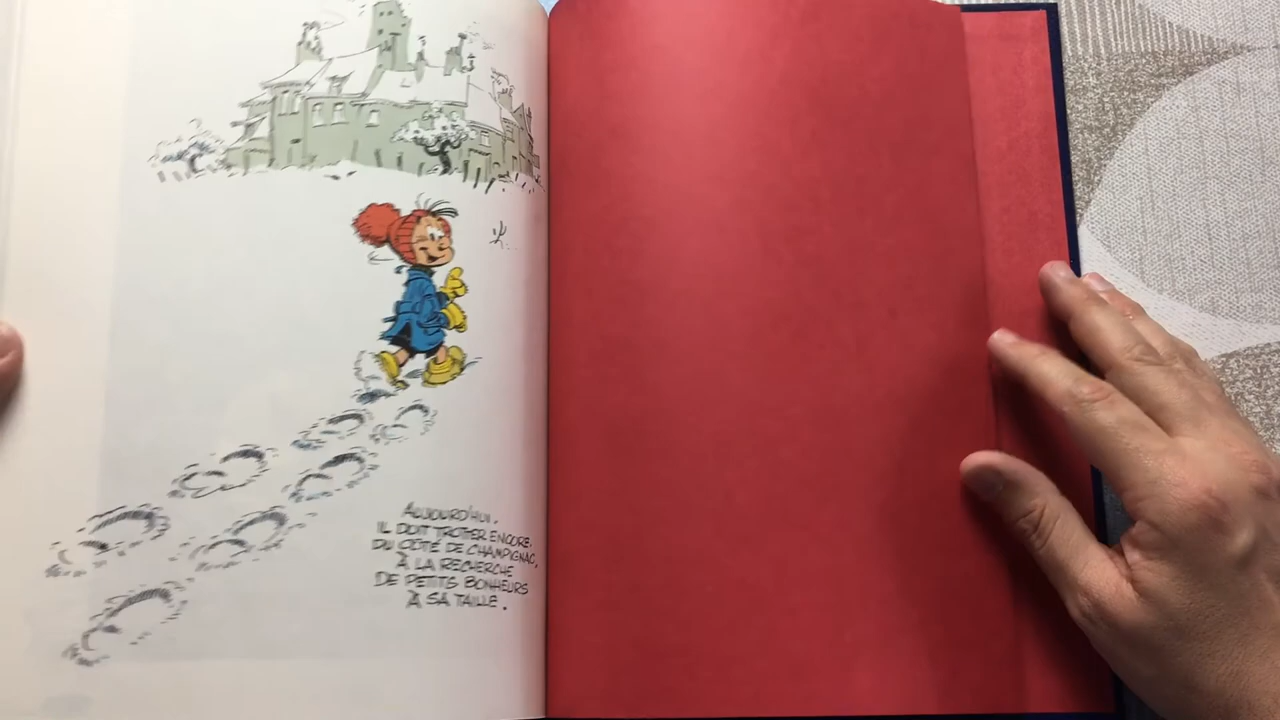 AUJOURD'HUI,
IL DOIT TROTTER ENCORE,
DU CÔTÉ DE CHAMPIGNAC,
À LA RECHERCHE
DE PETITS BONHEURS
À SA TAILLE.